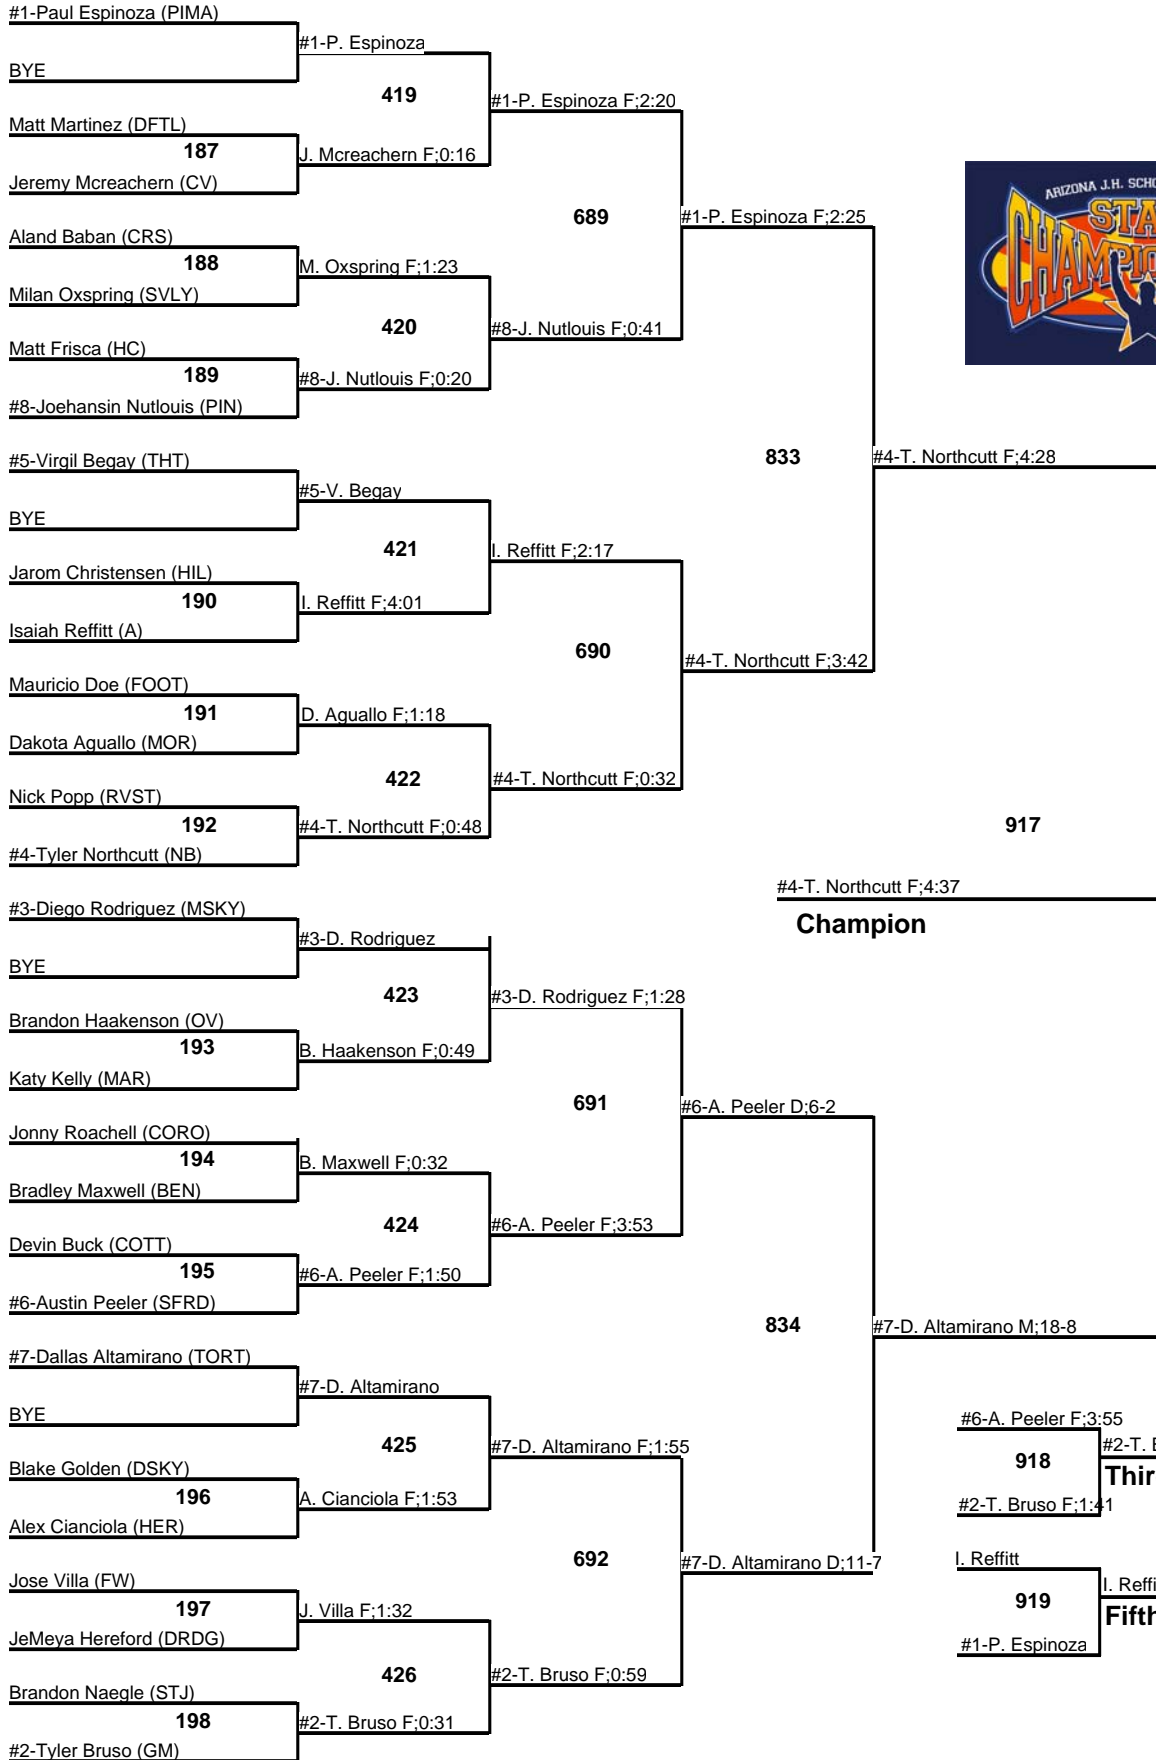 #1-Paul Espinoza (PIMA)
BYE
Matt Martinez (DFTL)
187
Jeremy Mcreachern (CV)
Aland Baban (CRS)
188
Milan Oxspring (SVLY)
Matt Frisca (HC)
189
#8-Joehansin Nutlouis (PIN)
#5-Virgil Begay (THT)
BYE
Jarom Christensen (HIL)
190
Isaiah Reffitt (A)
Mauricio Doe (FOOT)
191
Dakota Aguallo (MOR)
Nick Popp (RVST)
192
#4-Tyler Northcutt (NB)
#3-Diego Rodriguez (MSKY)
BYE
Brandon Haakenson (OV)
193
Katy Kelly (MAR)
Jonny Roachell (CORO)
194
Bradley Maxwell (BEN)
Devin Buck (COTT)
195
#6-Austin Peeler (SFRD)
#7-Dallas Altamirano (TORT)
BYE
Blake Golden (DSKY)
196
Alex Cianciola (HER)
Jose Villa (FW)
197
JeMeya Hereford (DRDG)
Brandon Naegle (STJ)
198
#2-Tyler Bruso (GM)
#1-P. Espinoza
419
J. Mcreachern F;0:16
M. Oxspring F;1:23
420
#8-J. Nutlouis F;0:20
#5-V. Begay
421
I. Reffitt F;4:01
D. Aguallo F;1:18
422
#4-T. Northcutt F;0:48
#3-D. Rodriguez
423
B. Haakenson F;0:49
B. Maxwell F;0:32
424
#6-A. Peeler F;1:50
#7-D. Altamirano
425
A. Cianciola F;1:53
J. Villa F;1:32
426
#2-T. Bruso F;0:31
#1-P. Espinoza F;2:20
689
#8-J. Nutlouis F;0:41
I. Reffitt F;2:17
690
#4-T. Northcutt F;0:32
#3-D. Rodriguez F;1:28
691
#6-A. Peeler F;3:53
#7-D. Altamirano F;1:55
692
#2-T. Bruso F;0:59
#1-P. Espinoza F;2:25
833
#4-T. Northcutt F;3:42
#6-A. Peeler D;6-2
834
#7-D. Altamirano D;11-7
ARIZONA J.H. SCHO
STA
CHAMPIO
#4-T. Northcutt F;4:28
917
#4-T. Northcutt F;4:37
Champion
#7-D. Altamirano M;18-8
#6-A. Peeler F;3:55
918
#2-T. Bruso F;1:41
#2-T.
Thir
I. Reffitt
919
#1-P. Espinoza
I. Reffi
Fifth